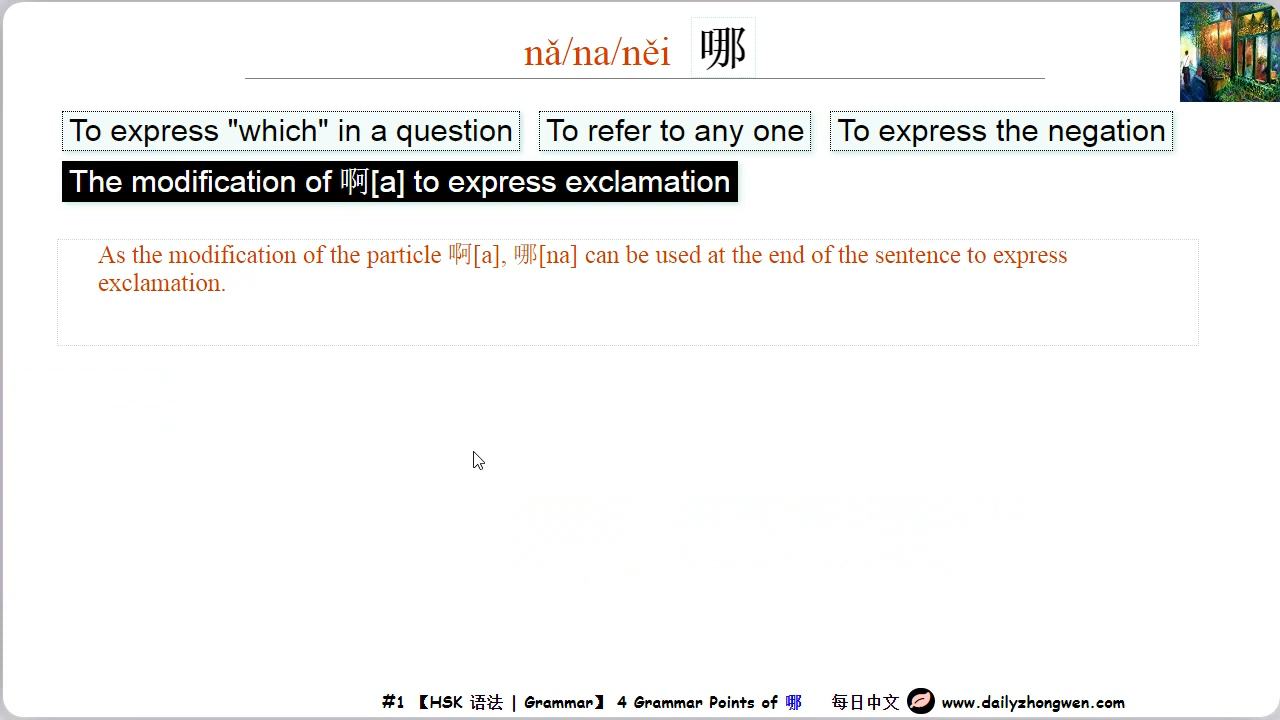 nǎ/na/něi 哪
To express "which" in a question To refer to any one To express the negation
The modification of 啊[a] to express exclamation
As the modification of the particle 啊[a], 哪[na] can be used at the end of the sentence to express
exclamation.
#1 【HSK 语法 | Grammar】 4 Grammar Points of 哪 每日中文 www.dailyzhongwen.com